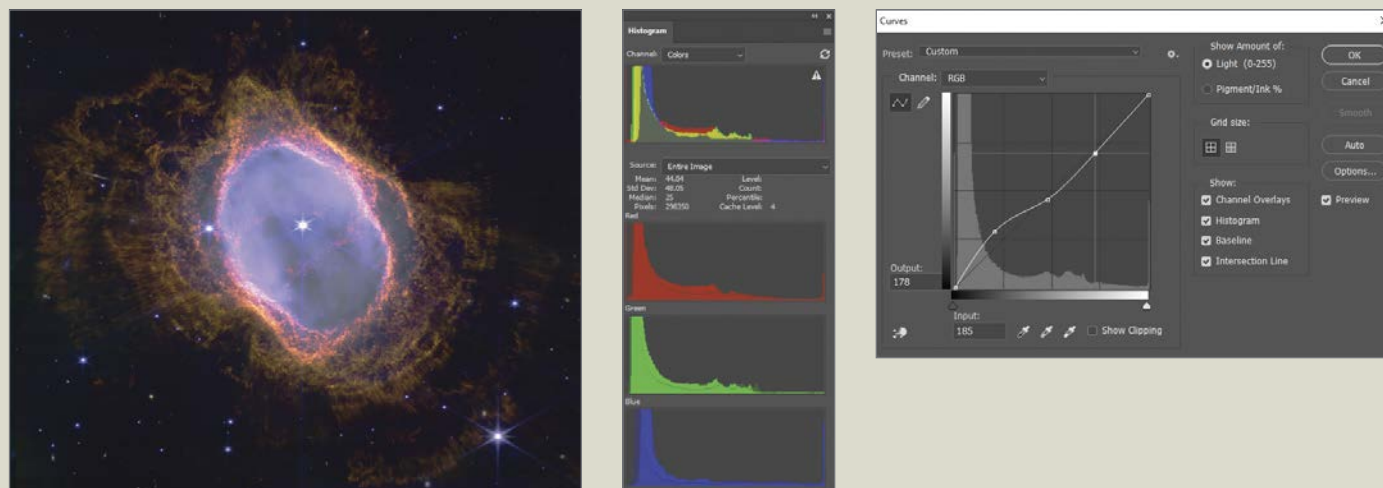 Histogram
Channel: Colors
Source: Entire Image
Mean: 44.04 Level:
Std Dev: 48.05 Count:
Median: 25 Percentile:
Pixels: 298350 Cache Level: 4
Red
Green
Blue
Curves
Preset: Custom
Channel: RGB
Output:
178
Input:
185
Show Clipping
Show Amount of:
Light (0-255)
Pigment/Ink %
Grid size:
Show:
Channel Overlays
Histogram
Baseline
Intersection Line
OK
Cancel
Smooth
Auto
Options...
Preview